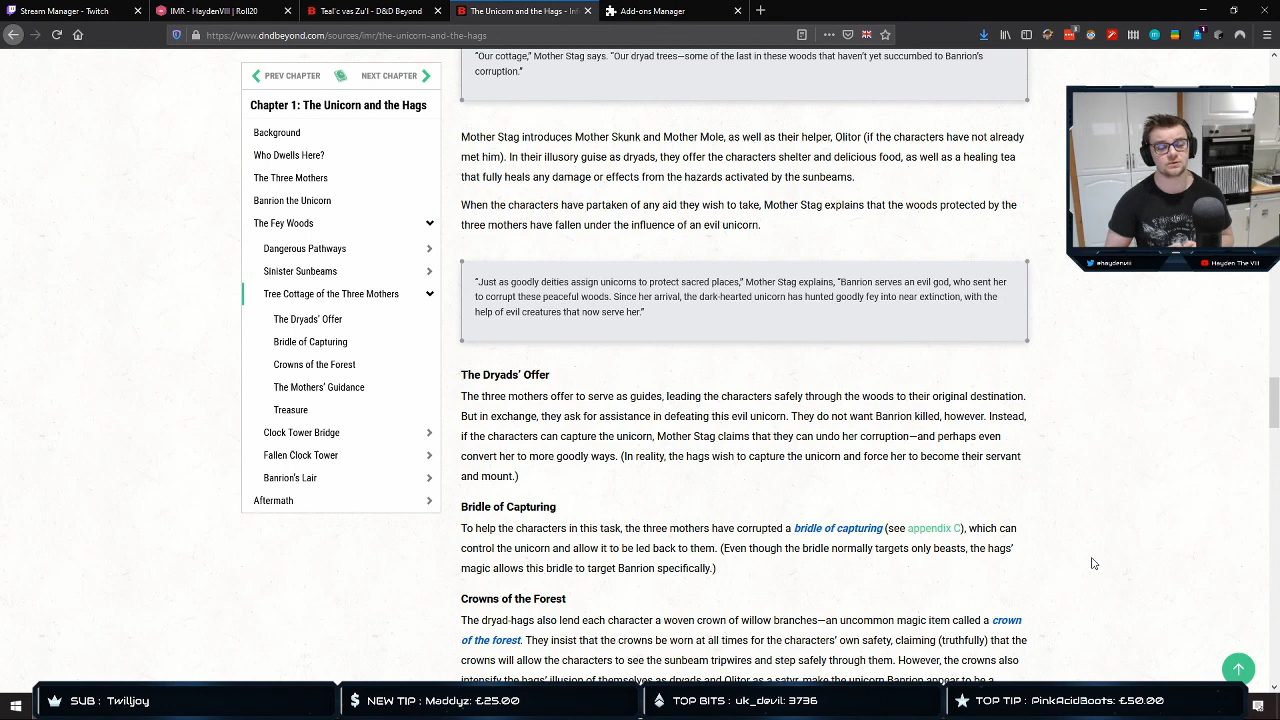 Stream Manager - Twitch
IMR - HaydenVIII | Roll20
Teal'c vas Zu'l - D&D Beyond
The Unicorn and the Hags - Inf
Add-ons Manager
https://www.dndbeyond.com/sources/imr/the-unicorn-and-the-hags
PREV CHAPTER
NEXT CHAPTER
Chapter 1: The Unicorn and the Hags
Background
Who Dwells Here?
The Three Mothers
Banrion the Unicorn
The Fey Woods
Dangerous Pathways
Sinister Sunbeams
Tree Cottage of the Three Mothers
The Dryads' Offer
Bridle of Capturing
Crowns of the Forest
The Mothers' Guidance
Treasure
Clock Tower Bridge
Fallen Clock Tower
Banrion's Lair
Aftermath
"Our cottage," Mother Stag says. "Our dryad trees—some of the last in these woods that haven't yet succumbed to Banrion's
corruption."
Mother Stag introduces Mother Skunk and Mother Mole, as well as their helper, Olitor (if the characters have not already
met him). In their illusory guise as dryads, they offer the characters shelter and delicious food, as well as a healing tea
that fully heals any damage or effects from the hazards activated by the sunbeams.
When the characters have partaken of any aid they wish to take, Mother Stag explains that the woods protected by the
three mothers have fallen under the influence of an evil unicorn.
"Just as goodly deities assign unicorns to protect sacred places," Mother Stag explains, "Banrion serves an evil god, who sent her
to corrupt these peaceful woods. Since her arrival, the dark-hearted unicorn has hunted goodly fey into near extinction, with the
help of evil creatures that now serve her."
The Dryads' Offer
The three mothers offer to serve as guides, leading the characters safely through the woods to their original destination.
But in exchange, they ask for assistance in defeating this evil unicorn. They do not want Banrion killed, however. Instead,
if the characters can capture the unicorn, Mother Stag claims that they can undo her corruption—and perhaps even
convert her to more goodly ways. (In reality, the hags wish to capture the unicorn and force her to become their servant
and mount.)
Bridle of Capturing
To help the characters in this task, the three mothers have corrupted a bridle of capturing (see appendix C), which can
control the unicorn and allow it to be led back to them. (Even though the bridle normally targets only beasts, the hags'
magic allows this bridle to target Banrion specifically.)
Crowns of the Forest
The dryad-hags also lend each character a woven crown of willow branches—an uncommon magic item called a crown
of the forest. They insist that the crowns be worn at all times for the characters' own safety, claiming (truthfully) that the
crowns will allow the characters to see the sunbeam tripwires and step safely through them. However, the crowns also
intensify the hags' illusion of themselves as dryads and Olitor as a satyr, make the unicorn Banrion appear to be a
@haydenviii
Hayden The VIII
SUB : Twilljoy
NEW TIP : Maddyz: £25.00
TOP BITS : uk_devil: 3736
TOP TIP : PinkAcidBoots: £50.00